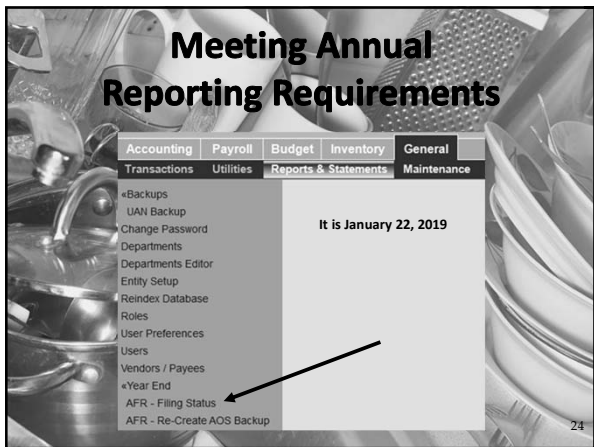 Meeting Annual
Reporting Requirements
Accounting Payroll Budget Inventory General
Transactions Utilities Reports & Statements Maintenance
«Backups
UAN Backup
Change Password
Departments
Departments Editor
Entity Setup
Reindex Database
Roles
User Preferences
Users
Vendors / Payees
«Year End
AFR - Filing Status
AFR - Re-Create AOS Backup
It is January 22, 2019
24